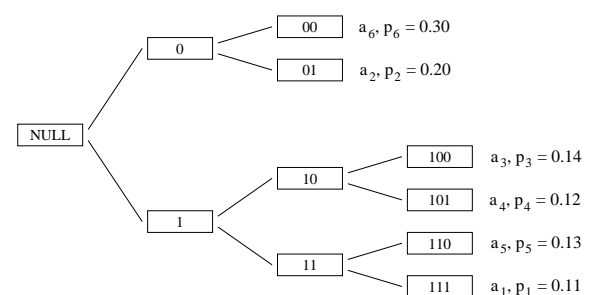 00 a6, p6 = 0.30
0
01 a2, p2 = 0.20
NULL
100 a3, p3 = 0.14
10
101 a4, p4 = 0.12
1
110 a5, p5 = 0.13
11
111 a1, p1 = 0.11